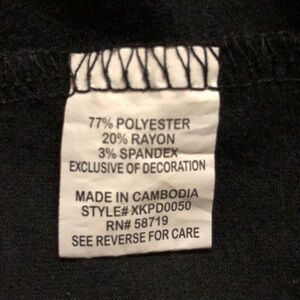 77% POLYESTER
20% RAYON
3% SPANDEX
EXCLUSIVE OF DECORATION
MADE IN CAMBODIA
STYLE# XKPD0050
RN# 58719
SEE REVERSE FOR CARE